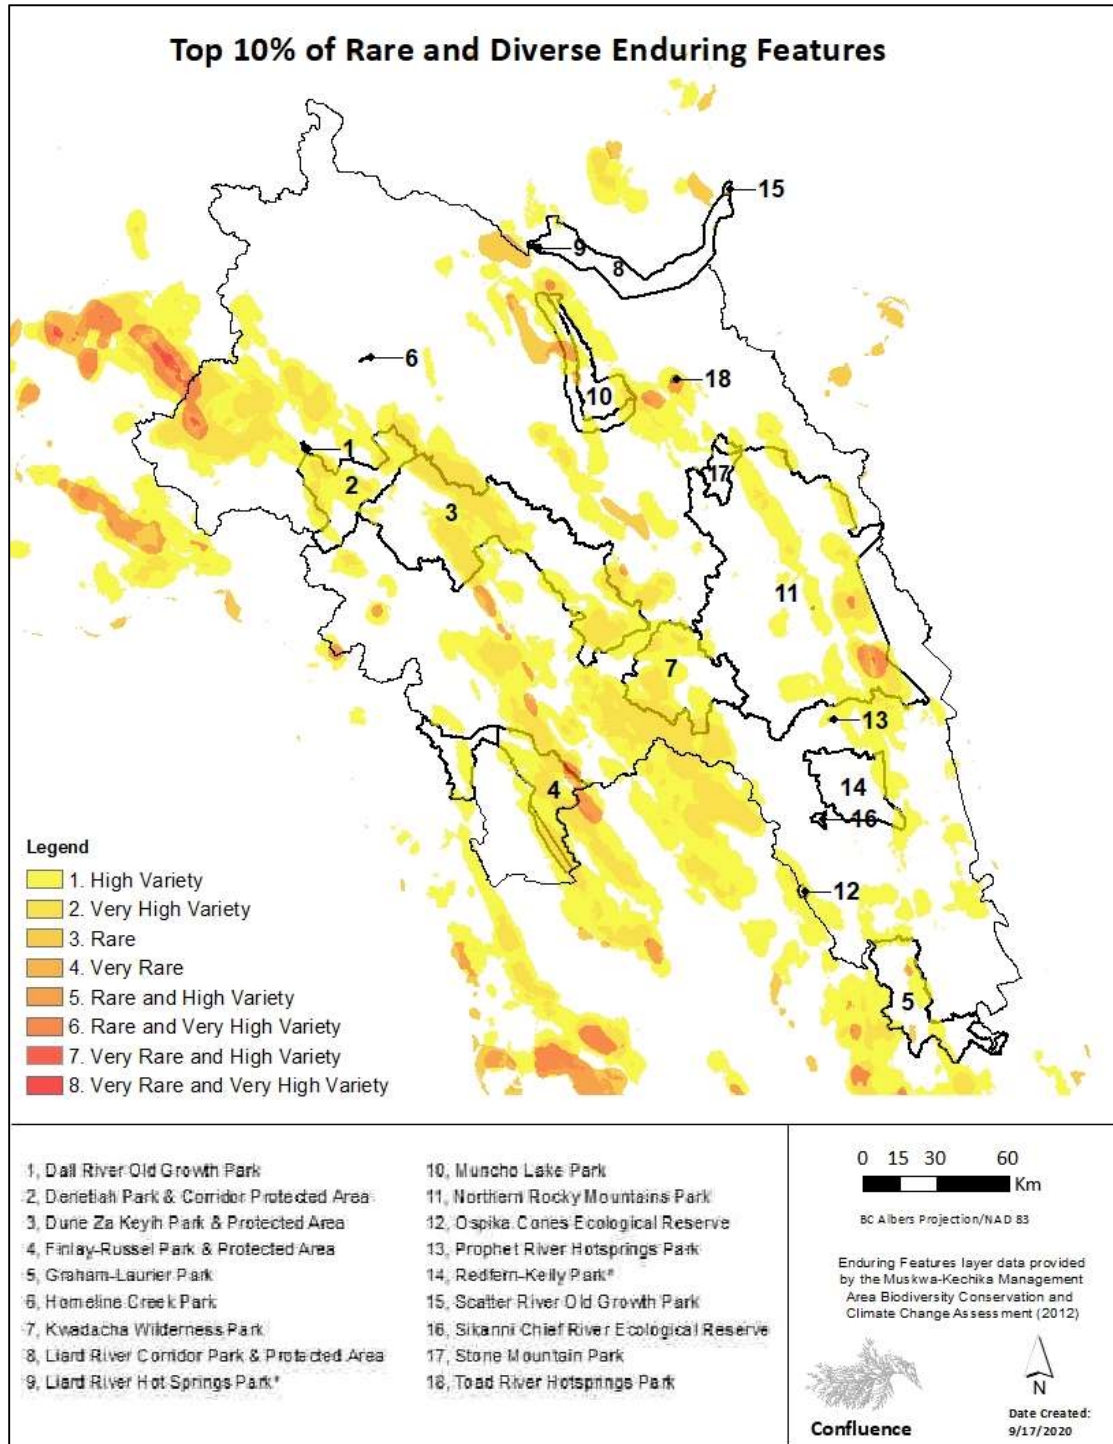 Top 10% of Rare and Diverse Enduring Features
15
9
8
6
18
10
1
17
2
3
11
7
13
4
14
16
12
5
Legend
1. High Variety
2. Very High Variety
3. Rare
4. Very Rare
5. Rare and High Variety
6. Rare and Very High Variety
7. Very Rare and High Variety
8. Very Rare and Very High Variety
1, Dall River Old Growth Park
2, Denetiah Park & Corridor Protected Area
3, Dune Za Keyih Park & Protected Area
4, Finlay-Russel Park & Protected Area
5, Graham-Laurier Park
6, Horneline Creek Park
7, Kwadacha Wilderness Park
8, Liard River Corridor Park & Protected Area
9, Liard River Hot Springs Park*
10, Muncho Lake Park
11, Northern Rocky Mountains Park
12, Ospika Cones Ecological Reserve
13, Prophet River Hotsprings Park
14, Redfern-Keily Park*
15, Scatter River Old Growth Park
16, Sikanni Chief River Ecological Reserve
17, Stone Mountain Park
18, Toad River Hotsprings Park
0 15 30 60
Km
BC Albers Projection/NAD 83
Enduring Features layer data provided
by the Muskwa-Kechika Management
Area Biodiversity Conservation and
Climate Change Assessment (2012)
N
Confluence
Date Created:
9/17/2020